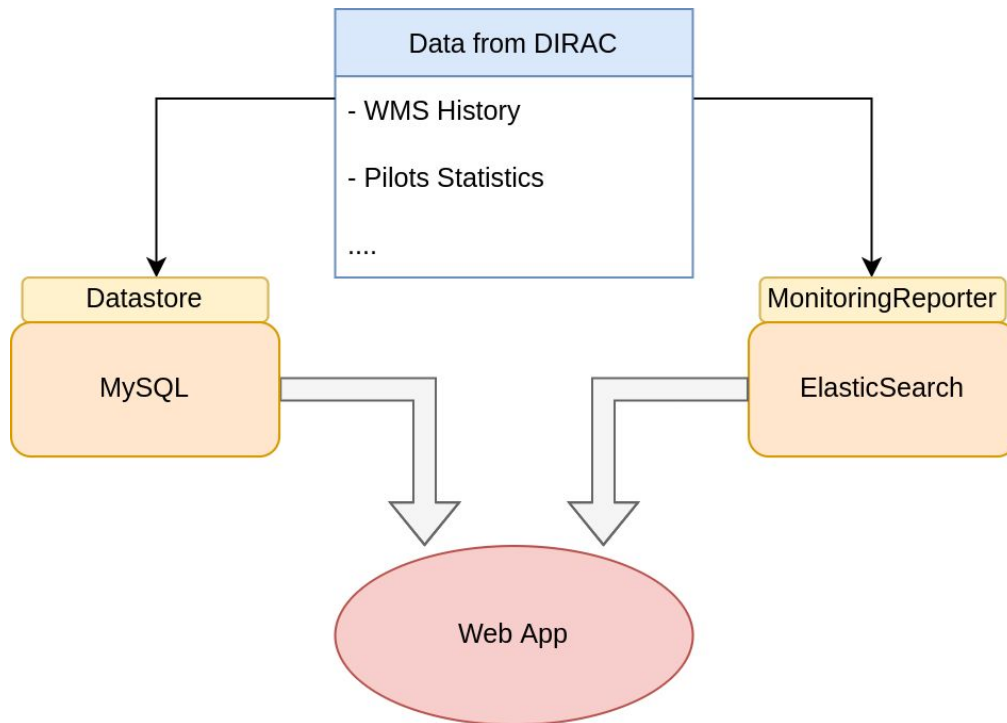 Data from DIRAC
- WMS History
- Pilots Statistics
....
Datastore
MonitoringReporter
MySQL
ElasticSearch
Web App